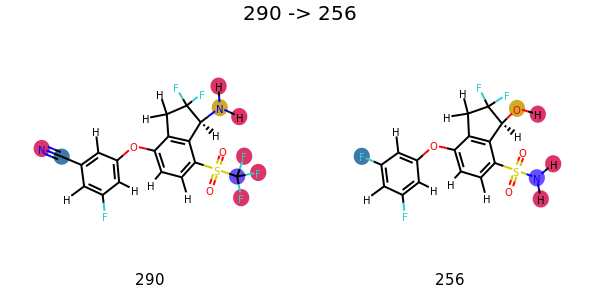 290 -> 256
H F F H N H H H N H O F F F S O O F H H H H F
H F F O H H H F H O O S N H O H H H H F
290 256